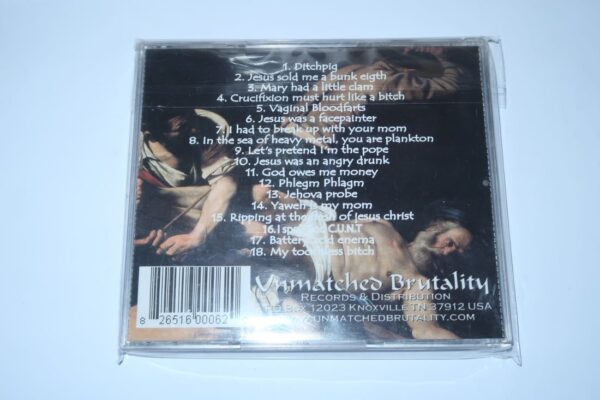 1. Ditchpig
2. Jesus sold me a bunk eigth
3. Mary had a little clam
4. Crucifixion must hurt like a bitch
5. Vaginal Bloodfarts
6. Jesus was a facepainter
7. I had to break up with your mom
8. In the sea of heavy metal, you are plankton
9. Let's pretend I'm the pope
10. Jesus was an angry drunk
11. God owes me money
12. Phlegm Phlagm
13. Jehova probe
14. Yaweh is my mom
15. Ripping at the flesh of jesus christ
16. I C.U.N.T
17. Battery acid enema
18. My toothless bitch
Unmatched Brutality
Records & Distribution
PO Box 12023 Knoxville TN 37912 USA
.unmatchedbrutality.com
8 26516 00062